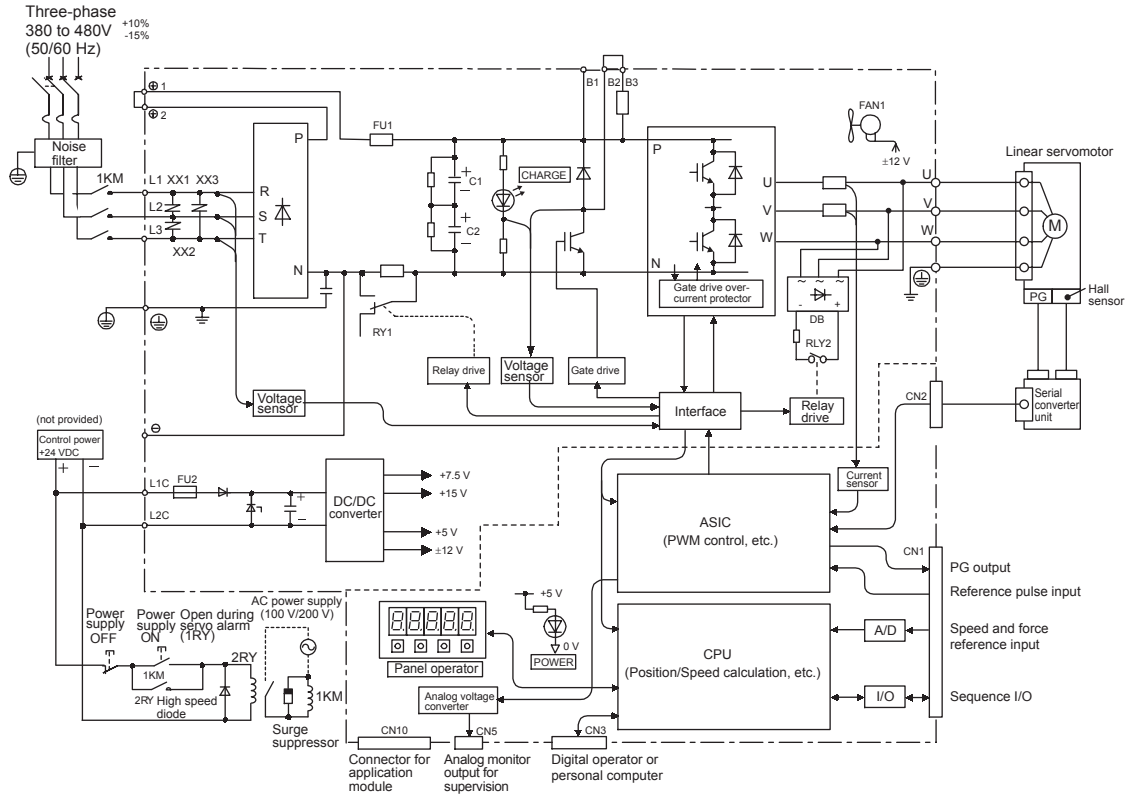 Three-phase
380 to 480V +10%
-15%
(50/60 Hz)
Noise
filter
1KM
⊕ 1
⊕ 2
L1 XX1 XX3
L2
L3
XX2
P
R
S
T
N
FU1
+
C1
−
+
C2
−
CHARGE
B1 B2 B3
P
N
Gate drive over-
current protector
U
V
W
FAN1
±12 V
Linear servomotor
U
V
W
M
PG
Hall
sensor
~ ~ ~
- +
DB
RLY2
RY1
Relay drive
Voltage
sensor
Gate drive
Voltage
sensor
Interface
Relay
drive
CN2
Serial
converter
unit
⊖
(not provided)
Control power
+24 VDC
+ −
L1C FU2
L2C
+
−
DC/DC
converter
+7.5 V
+15 V
+5 V
±12 V
Current
sensor
ASIC
(PWM control, etc.)
CN1
PG output
Reference pulse input
Speed and force
reference input
A/D
Sequence I/O
I/O
CPU
(Position/Speed calculation, etc.)
+5 V
0 V
POWER
8.8.8.8.8.
Panel operator
Analog voltage
converter
Power
supply
OFF
Power
supply
ON
Open during
servo alarm
(1RY)
1KM
2RY
2RY
High speed
diode
AC power supply
(100 V/200 V)
1KM
Surge
suppressor
CN10
Connector for
application
module
CN5
Analog monitor
output for
supervision
CN3
Digital operator or
personal computer